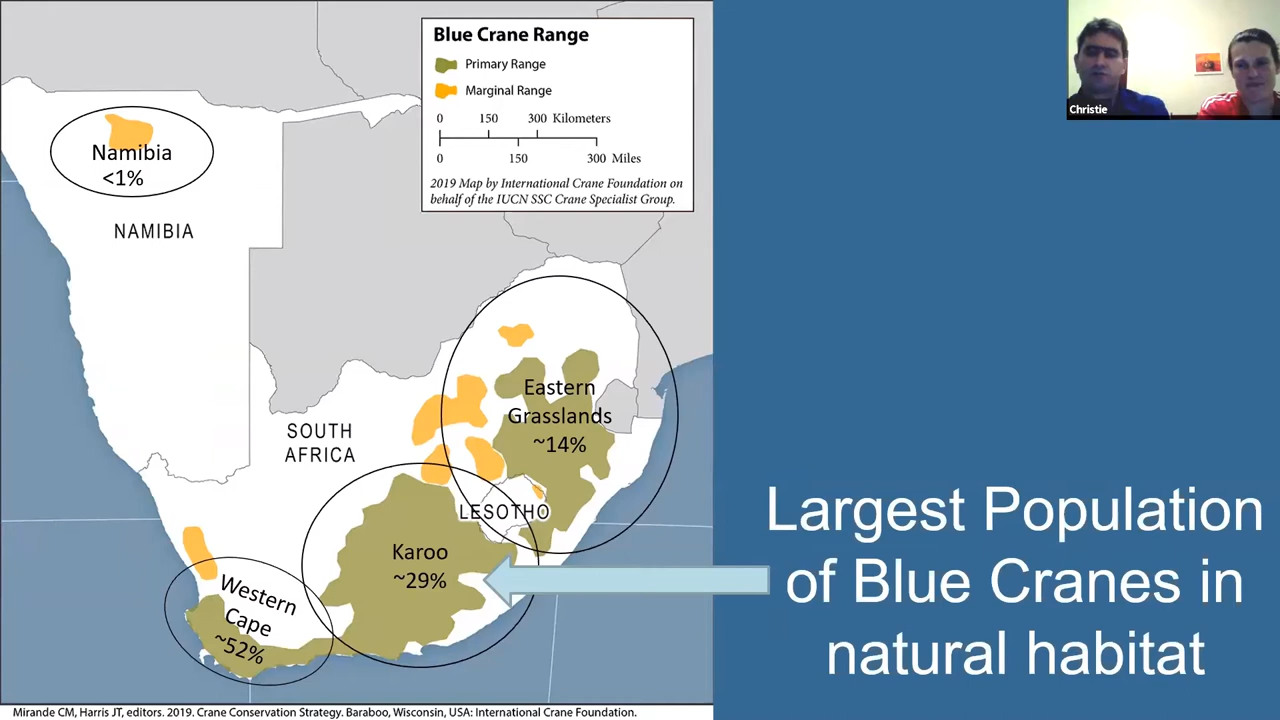 Blue Crane Range
Primary Range
Marginal Range
0 150 300 Kilometers
0 150 300 Miles
2019 Map by International Crane Foundation on
behalf of the IUCN SSC Crane Specialist Group.
Christie
Namibia
<1%
NAMIBIA
Eastern
Grasslands
~14%
SOUTH
AFRICA
LESOTHO
Karoo
~29%
Western
Cape
~52%
Largest Population
of Blue Cranes in
natural habitat
Mirande CM, Harris JT, editors. 2019. Crane Conservation Strategy. Baraboo, Wisconsin, USA: International Crane Foundation.